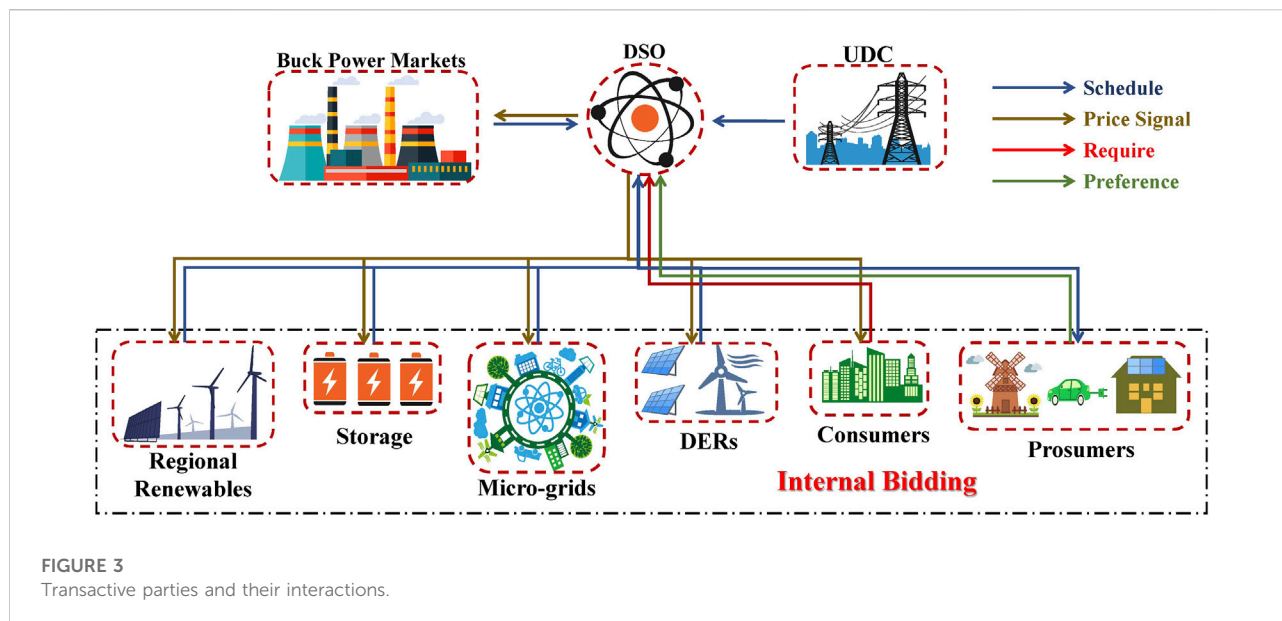 Buck Power Markets
DSO
UDC
Schedule
Price Signal
Require
Preference
Regional
Renewables
Storage
Micro-grids
DERs
Consumers
Prosumers
Internal Bidding
FIGURE 3
Transactive parties and their interactions.